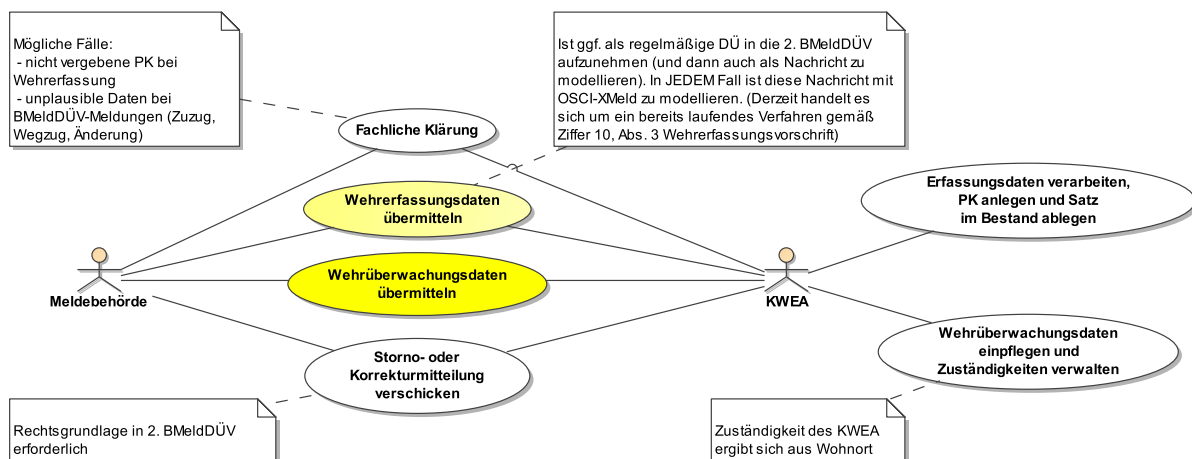 Mögliche Fälle:
- nicht vergebene PK bei
Wehrerfassung
- unplausible Daten bei
BMeldDÜV-Meldungen (Zuzug,
Wegzug, Änderung)
Ist ggf. als regelmäßige DÜ in die 2. BMeldDÜV
aufzunehmen (und dann auch als Nachricht zu
modellieren). In JEDEM Fall ist diese Nachricht mit
OSCI-XMeld zu modellieren. (Derzeit handelt es
sich um ein bereits laufendes Verfahren gemäß
Ziffer 10, Abs. 3 Wehrerfassungsvorschrift)
Fachliche Klärung
Wehrerfassungsdaten
übermitteln
Erfassungsdaten verarbeiten,
PK anlegen und Satz
im Bestand ablegen
Wehrüberwachungsdaten
übermitteln
Meldebehörde
KWEA
Storno- oder
Korrekturmitteilung
verschicken
Wehrüberwachungsdaten
einpflegen und
Zuständigkeiten verwalten
Rechtsgrundlage in 2. BMeldDÜV
erforderlich
Zuständigkeit des KWEA
ergibt sich aus Wohnort